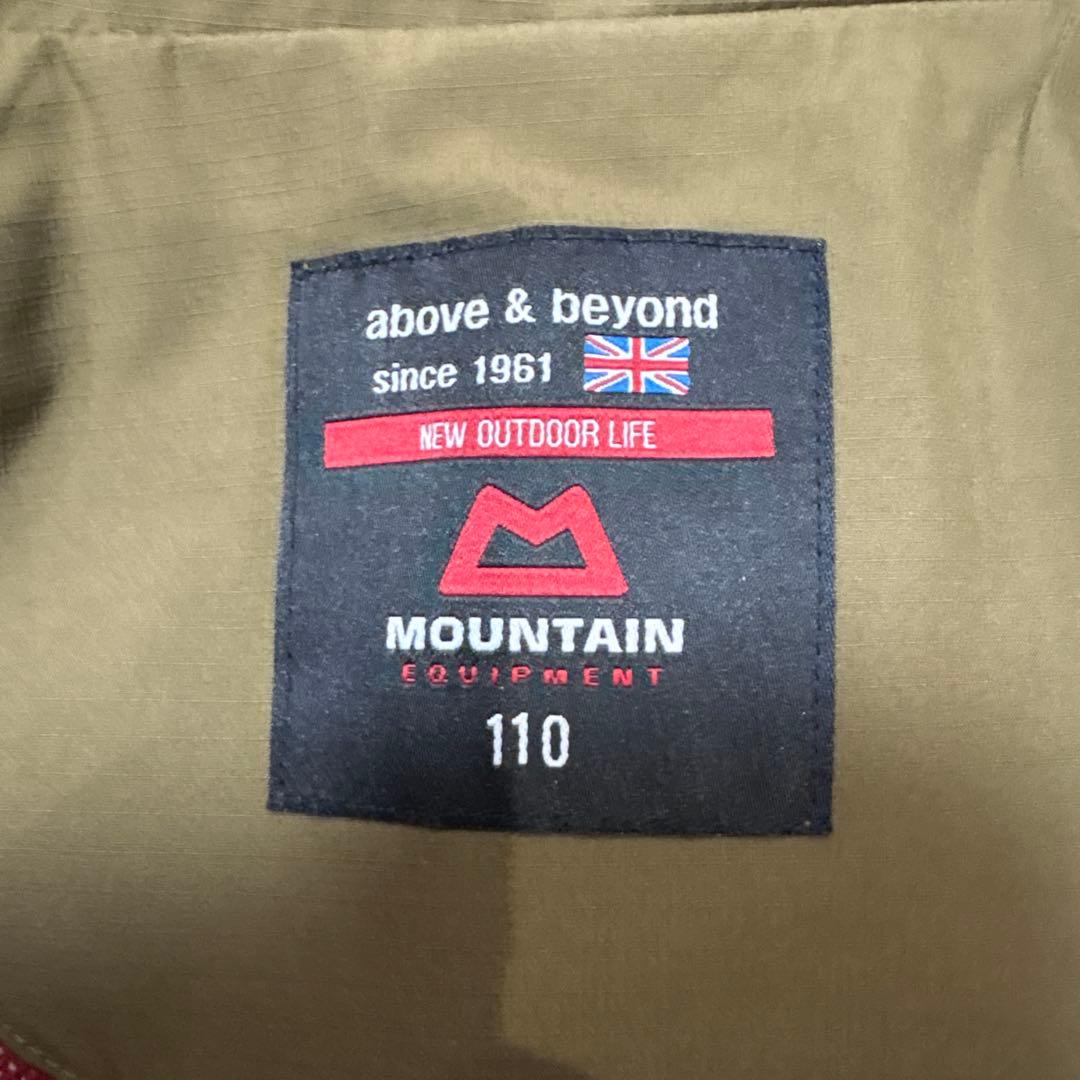 above & beyond
since 1961
NEW OUTDOOR LIFE
MOUNTAIN
EQUIPMENT
110